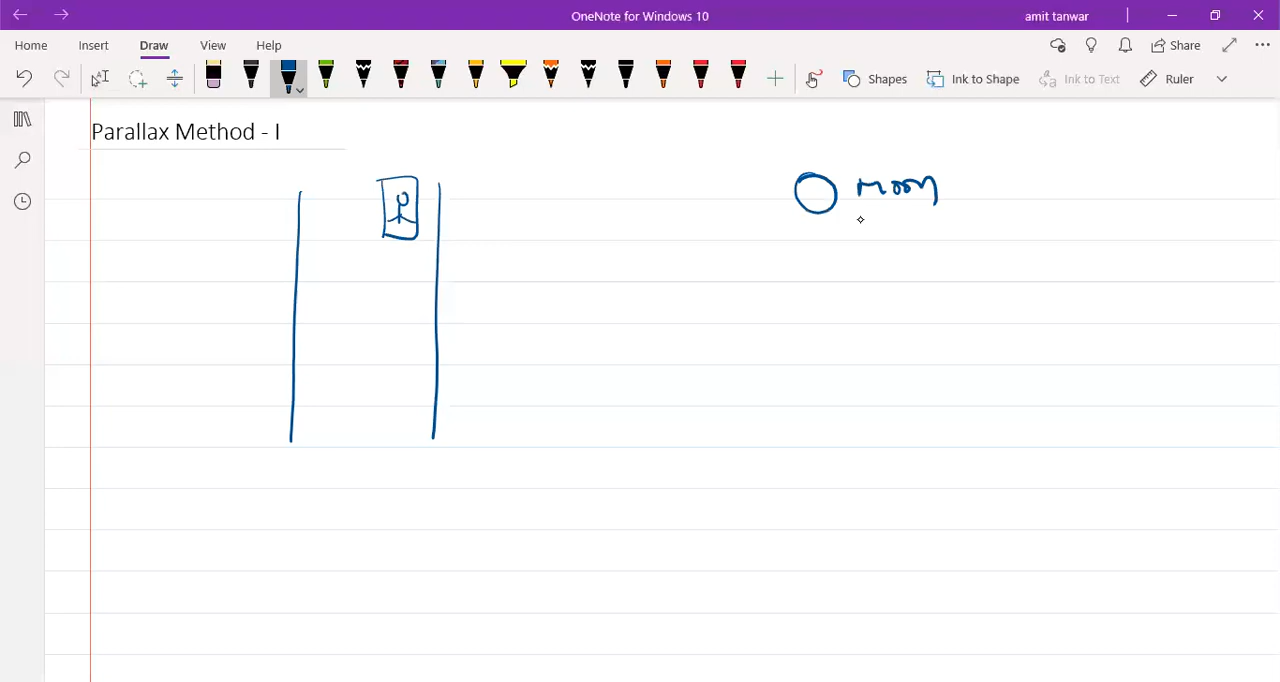 OneNote for Windows 10
amit tanwar
Home Insert Draw View Help
Share
Shapes Ink to Shape Ink to Text Ruler
Parallax Method - I
Moon